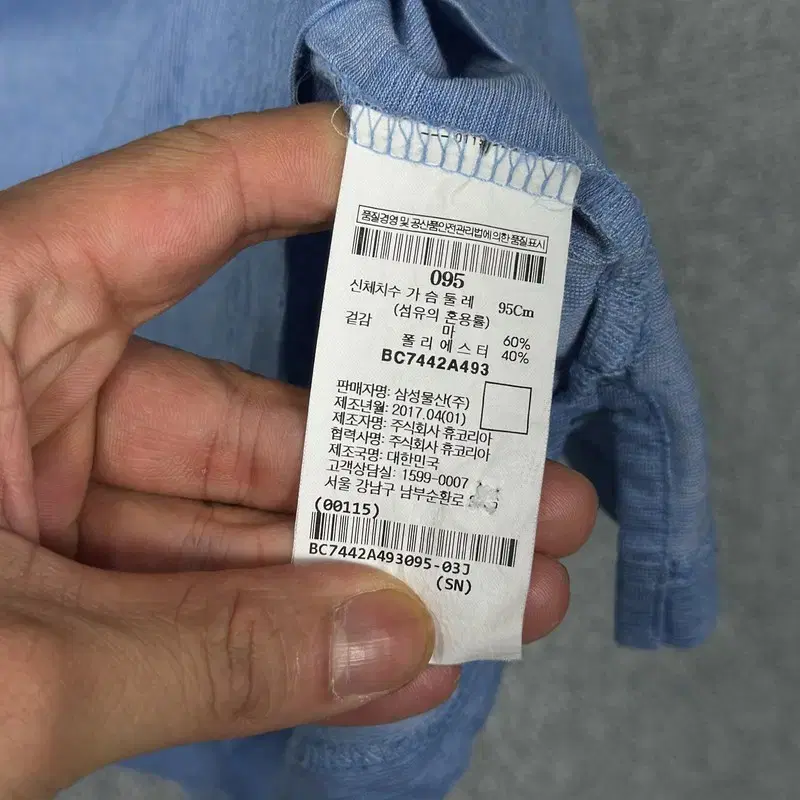 품질경영 및 공산품안전관리법에 의한 품질표시
095
신체치수 가슴둘레 95Cm
(섬유의 혼용률)
겉감 마 60%
폴리에스터 40%
BC7442A493
판매자명: 삼성물산(주)
제조년월: 2017.04(01)
제조자명: 주식회사 휴코리아
협력사명: 주식회사 휴코리아
제조국명: 대한민국
고객상담실: 1599-0007
서울 강남구 남부순환로
(00115)
BC7442A493095-03J
(SN)